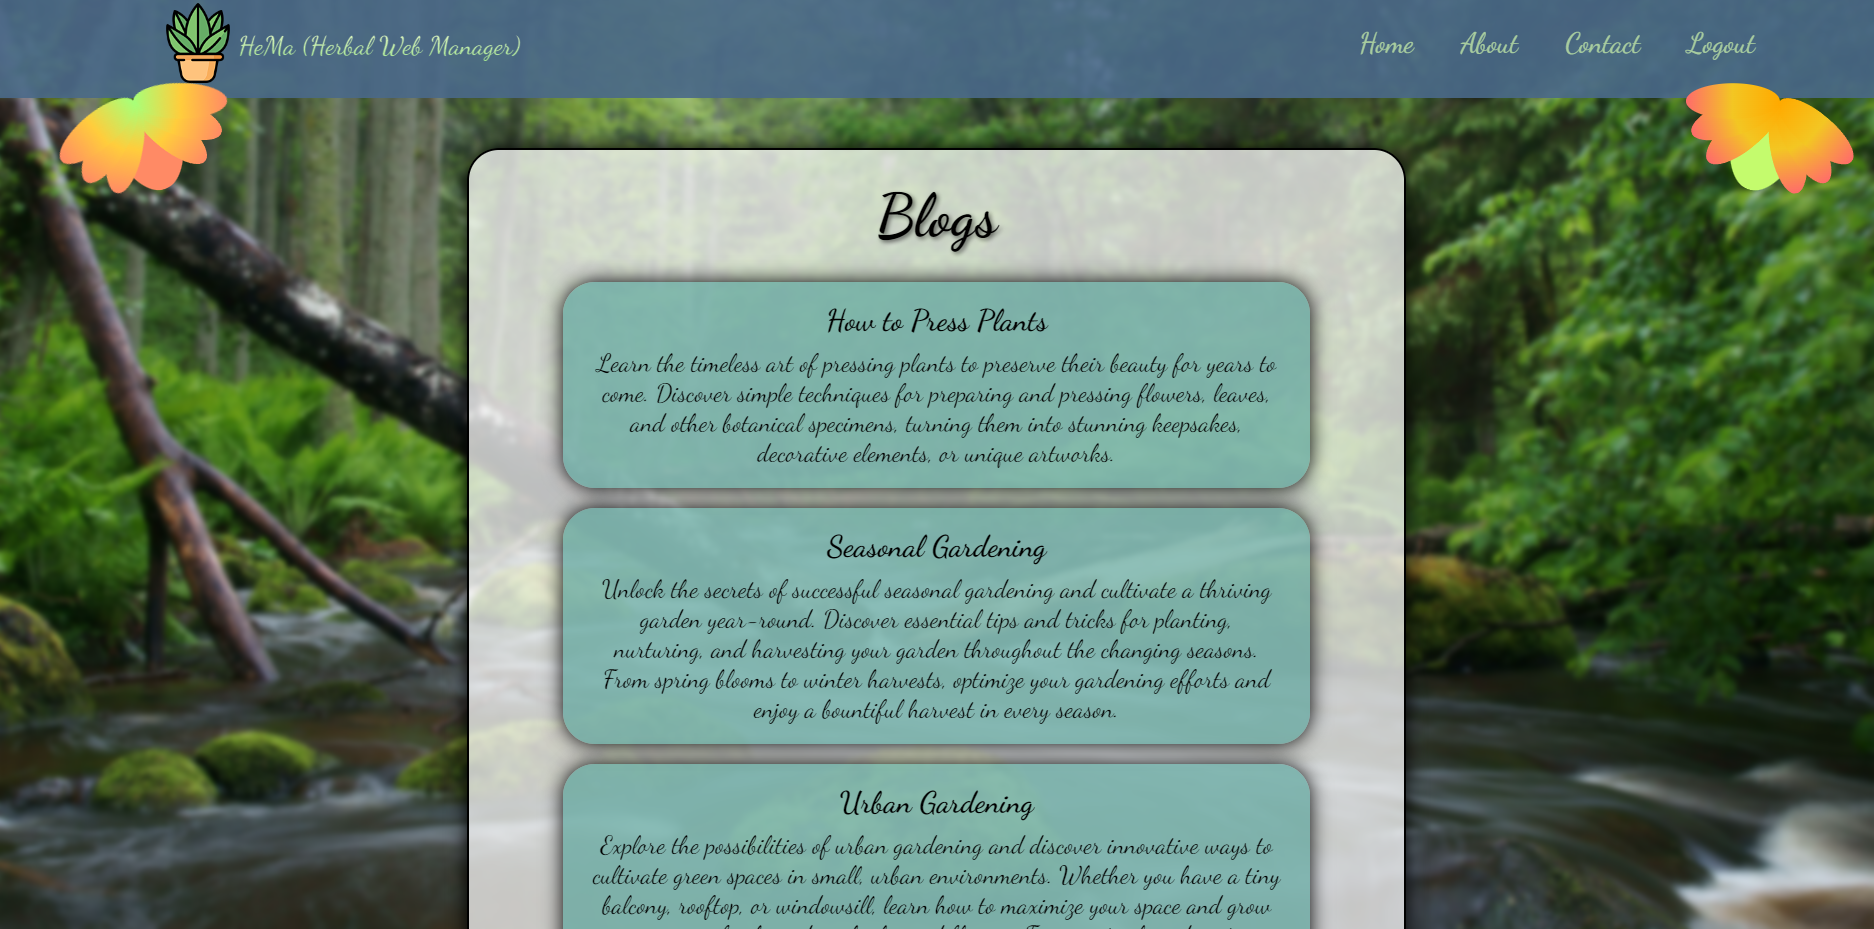 HeMa (Herbal Web Manager)
Home About Contact Logout
Blogs
How to Press Plants
Learn the timeless art of pressing plants to preserve their beauty for years to
come. Discover simple techniques for preparing and pressing flowers, leaves,
and other botanical specimens, turning them into stunning keepsakes,
decorative elements, or unique artworks.
Seasonal Gardening
Unlock the secrets of successful seasonal gardening and cultivate a thriving
garden year-round. Discover essential tips and tricks for planting,
nurturing, and harvesting your garden throughout the changing seasons.
From spring blooms to winter harvests, optimize your gardening efforts and
enjoy a bountiful harvest in every season.
Urban Gardening
Explore the possibilities of urban gardening and discover innovative ways to
cultivate green spaces in small, urban environments. Whether you have a tiny
balcony, rooftop, or windowsill, learn how to maximize your space and grow